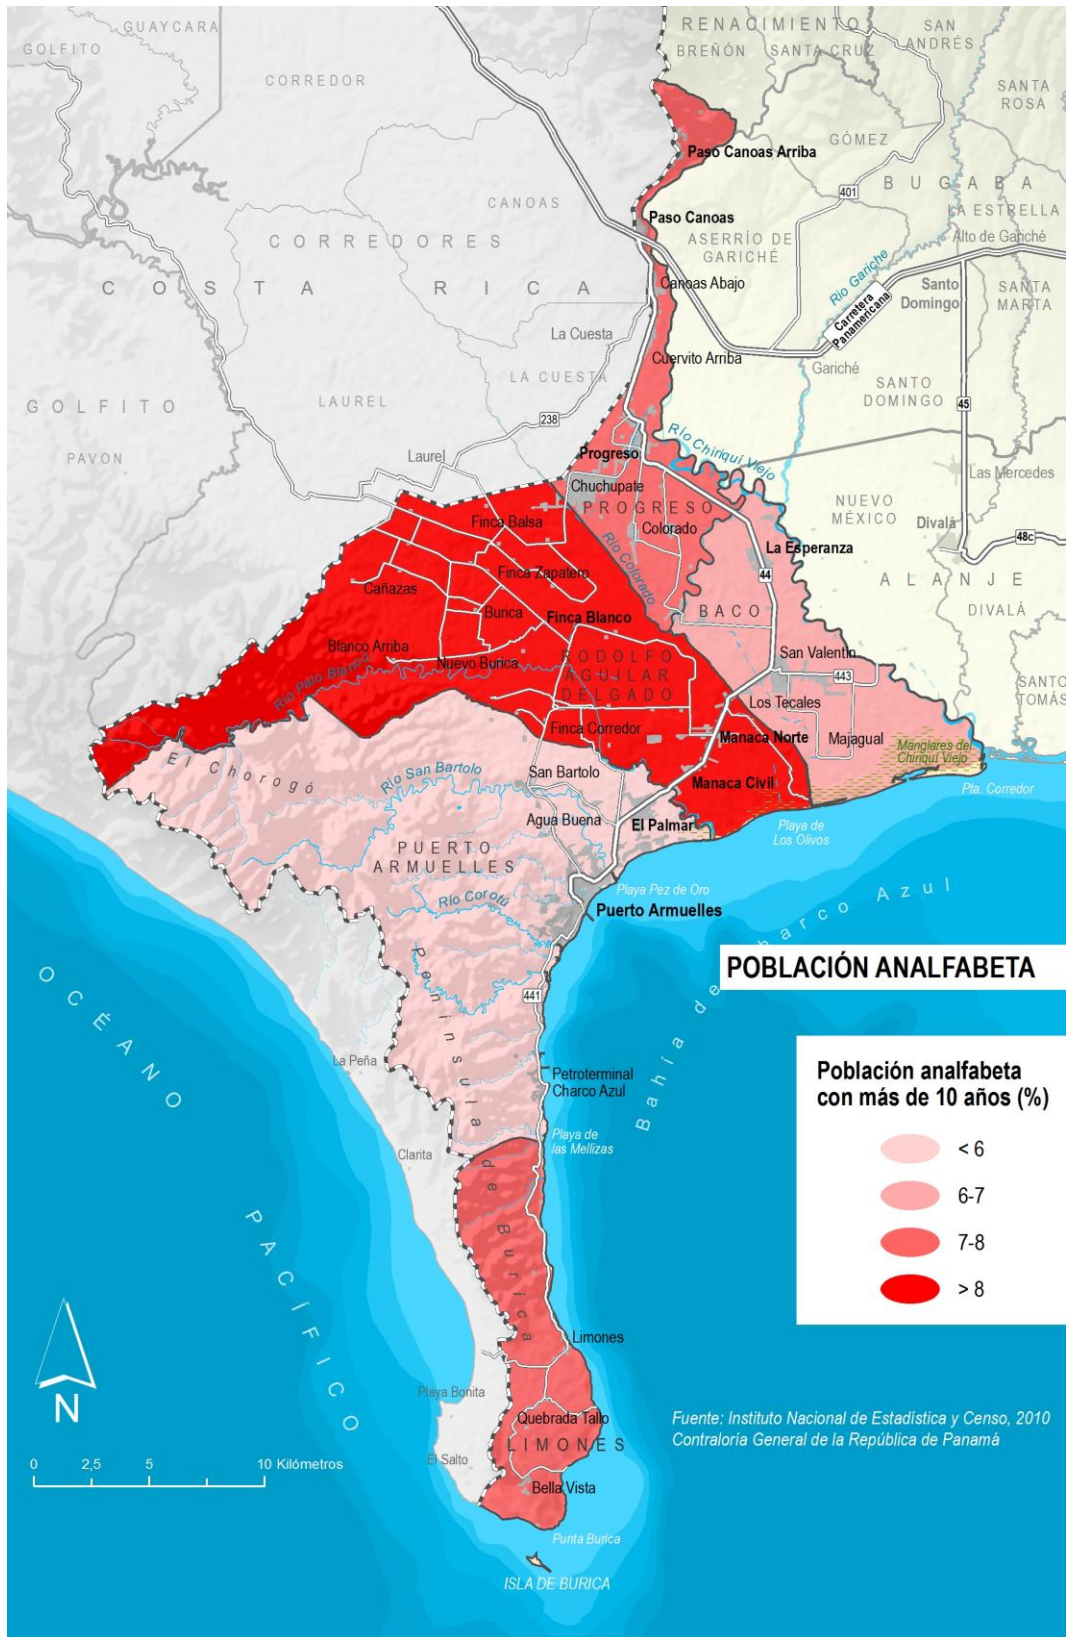 GUAYCARA
GOLFITO
CORREDOR
RENACIMIENTO
BREÑÓN
SANTA CRUZ
SAN
ANDRÉS
SANTA
ROSA
GÓMEZ
Paso Canoas Arriba
401
BUGABA
CANOAS
Paso Canoas
LA ESTRELLA
CORREDORES
ASERRÍO DE
GARICHÉ
Alto de Gariché
COSTA RICA
Canoas Abajo
Río Gariche
Santo
Domingo
SANTA
MARTA
Carretera
Panamericana
La Cuesta
Cuervito Arriba
Gariché
LA CUESTA
SANTO
DOMINGO
GOLFITO
LAUREL
45
238
PAVON
Laurel
Progreso
Río Chiriquí Viejo
Las Mercedes
Chuchupate
PROGRESO
NUEVO
MÉXICO
Finca Balsa
Colorado
Divalá
48c
La Esperanza
Río Colorado
44
ALANJE
Finca Zapatero
Cañazas
Burica
Finca Blanco
BACO
DIVALÁ
Blanco Arriba
Nuevo Burica
RODOLFO
AGUILAR
DELGADO
San Valentín
443
Río Palo Blanco
SANTO
TOMÁS
Los Tecales
Finca Corredor
Manaca Norte
Majagual
Manglares del
Chiriquí Viejo
El Chorogó
Río San Bartolo
San Bartolo
Manaca Civil
Pta. Corredor
Agua Buena
El Palmar
Playa de
Los Olivos
PUERTO
ARMUELLES
Río Corotú
Playa Pez de Oro
Puerto Armuelles
Bahía de Charco Azul
POBLACIÓN ANALFABETA
OCÉANO PACÍFICO
Península de Burica
441
La Peña
Petroterminal
Charco Azul
Población analfabeta
con más de 10 años (%)
Playa de
las Mellizas
< 6
Clarita
6-7
7-8
> 8
Limones
Playa Bonita
N
Quebrada Tallo
LIMONES
Fuente: Instituto Nacional de Estadística y Censo, 2010
Contraloría General de la República de Panamá
El Salto
0 2,5 5 10 Kilómetros
Bella Vista
Punta Burica
ISLA DE BURICA